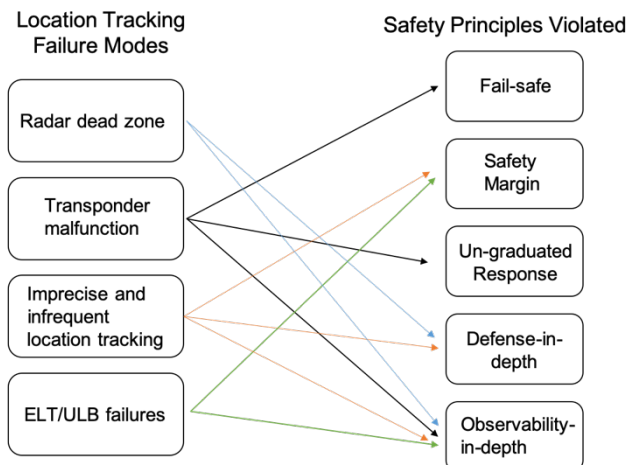 Location Tracking
Failure Modes
Safety Principles Violated
Radar dead zone
Transponder
malfunction
Imprecise and
infrequent
location tracking
ELT/ULB failures
Fail-safe
Safety
Margin
Un-graduated
Response
Defense-in-
depth
Observability-
in-depth